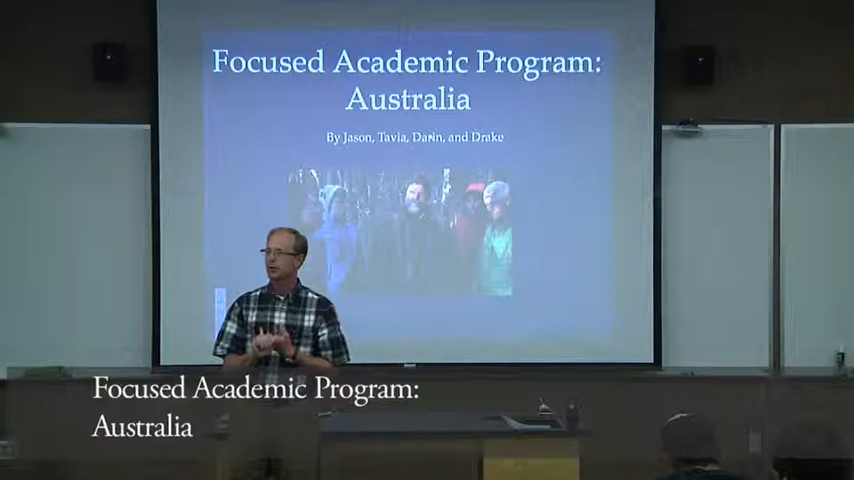 Focused Academic Program:
Australia
By Jason, Tavia, Darin, and Drake
Focused Academic Program:
Australia